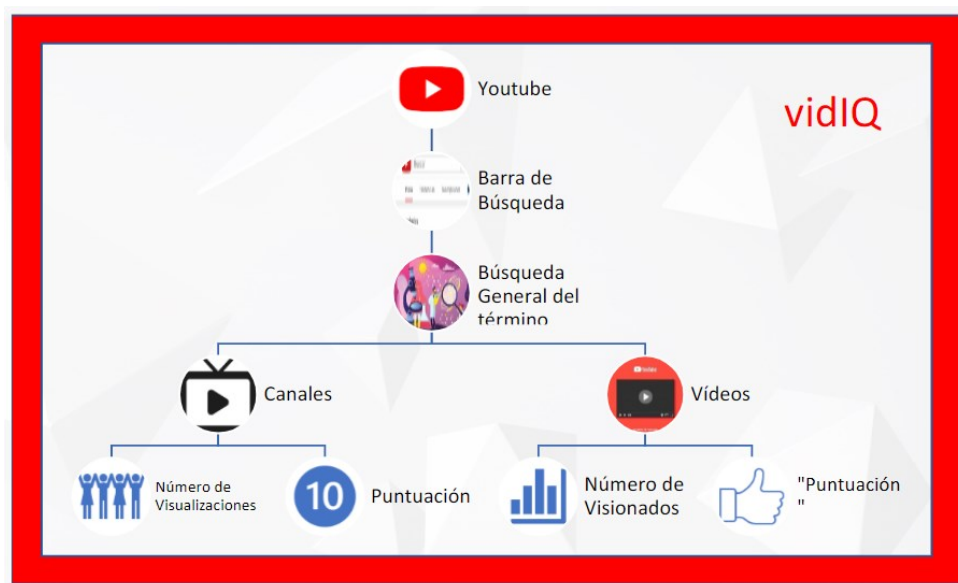 Youtube
vidIQ
Barra de
Búsqueda
Búsqueda
General del
término
Canales
Vídeos
Número de
Visualizaciones
10
Puntuación
Número de
Visionados
"Puntuación
"